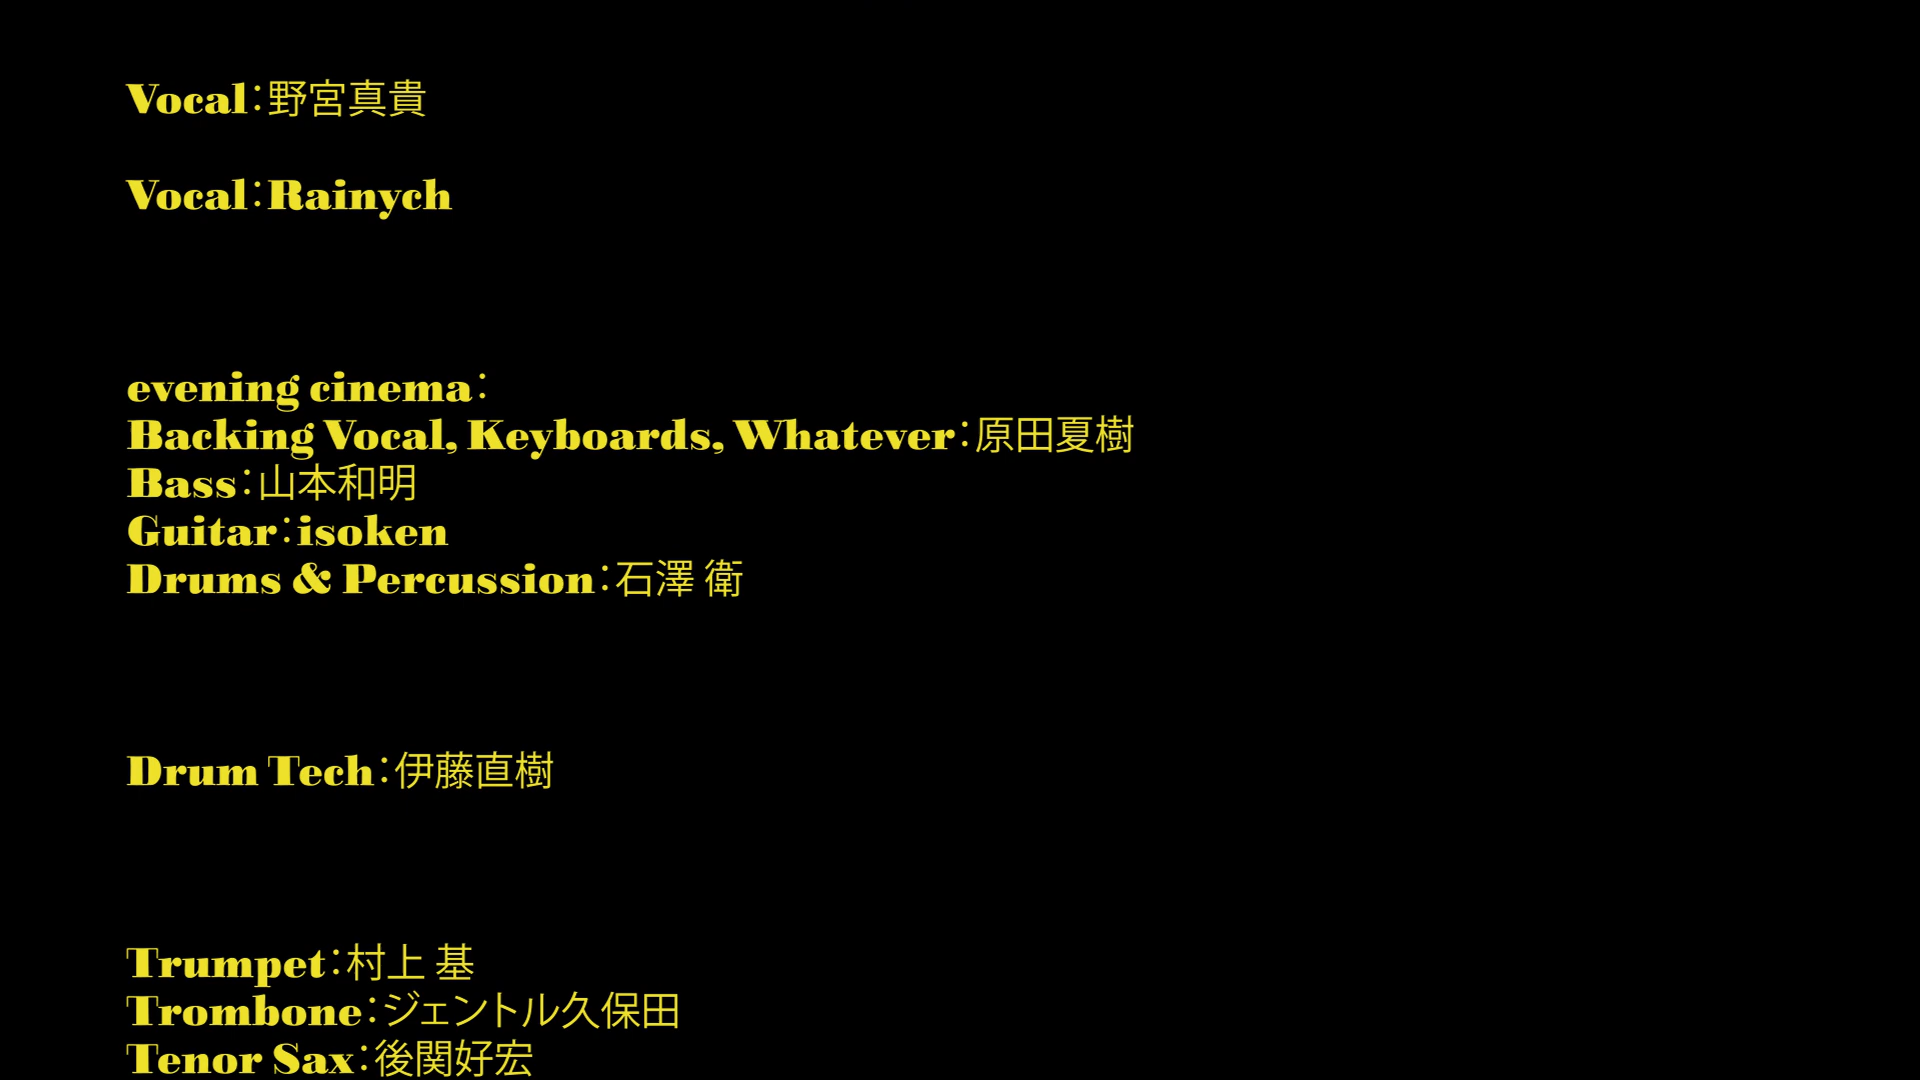 Vocal：野宮真貴
Vocal：Rainych
evening cinema：
Backing Vocal, Keyboards, Whatever：原田夏樹
Bass：山本和明
Guitar：isoken
Drums & Percussion：石澤 衛
Drum Tech：伊藤直樹
Trumpet：村上 基
Trombone：ジェントル久保田
Tenor Sax：後関好宏